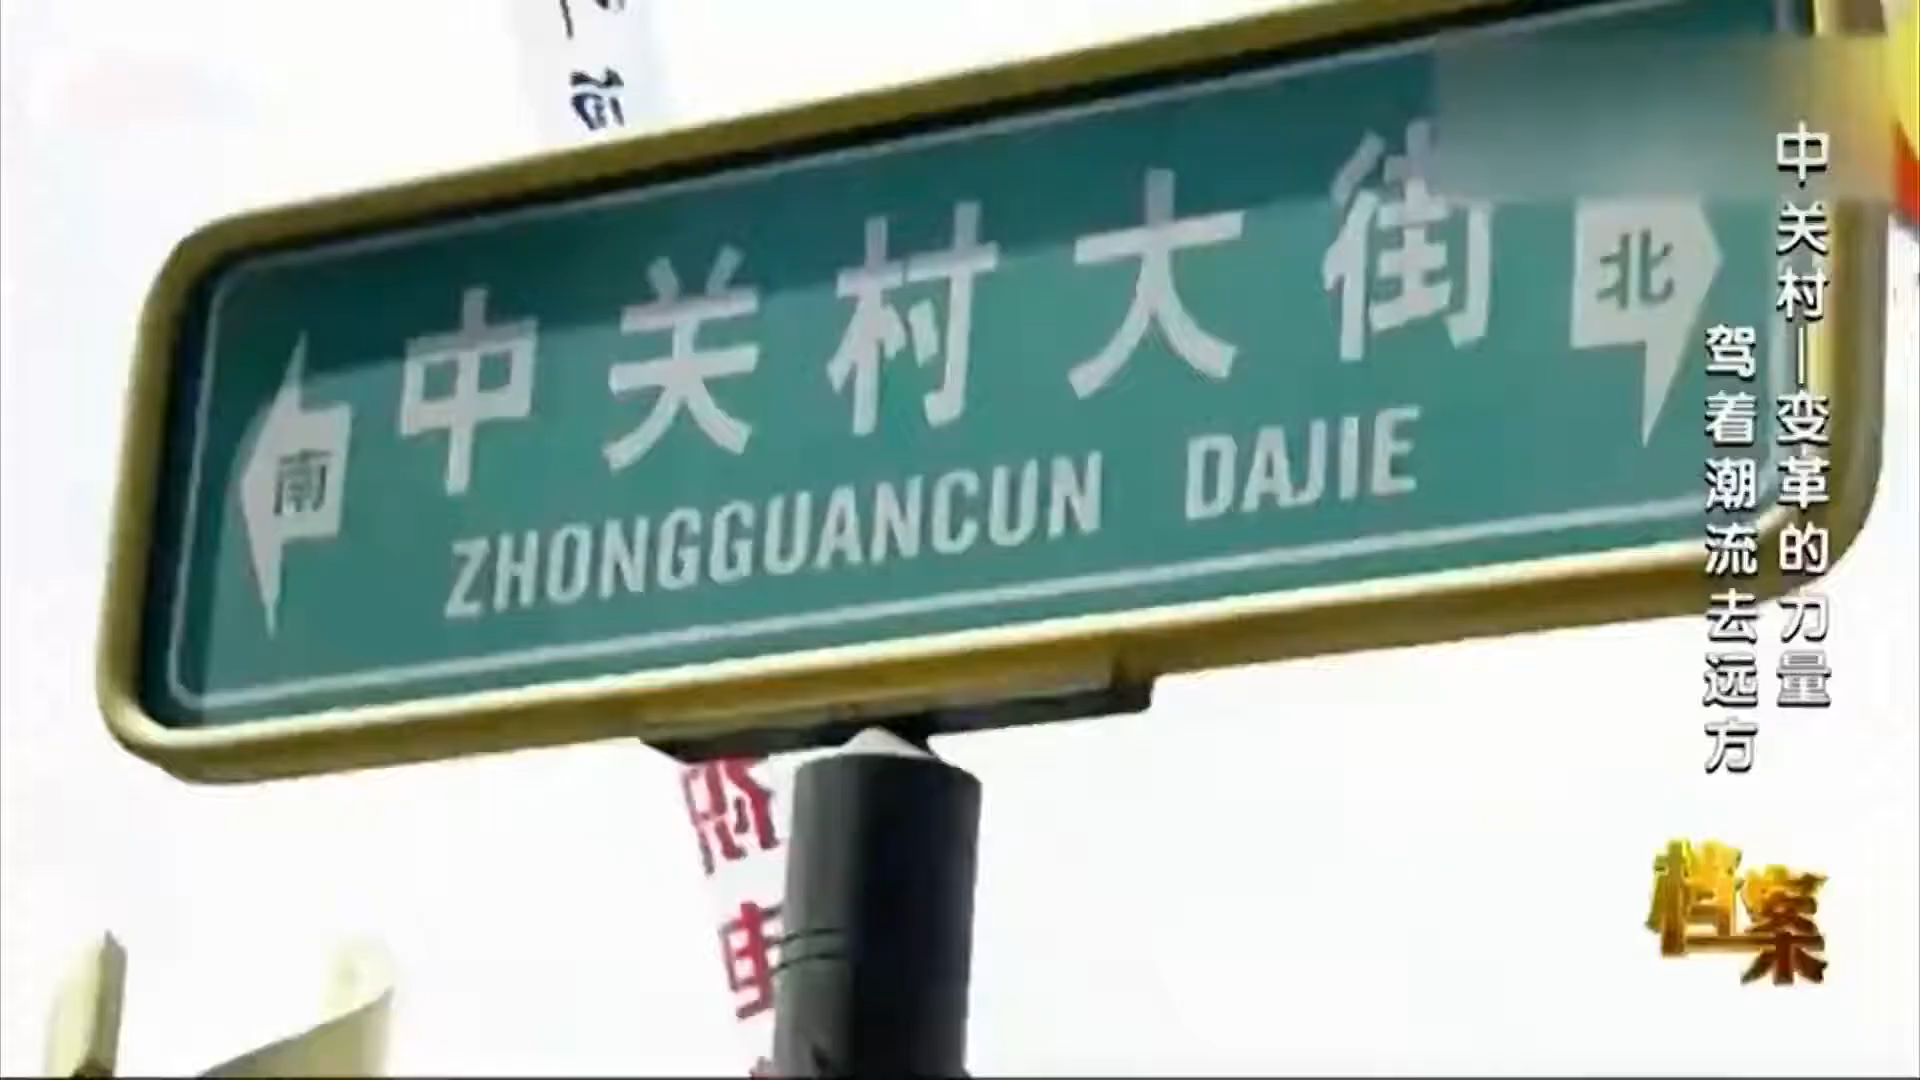 中关村大街
ZHONGGUANCUN DAJIE
南
北
中关村—变革的力量
驾着潮流去远方
档案